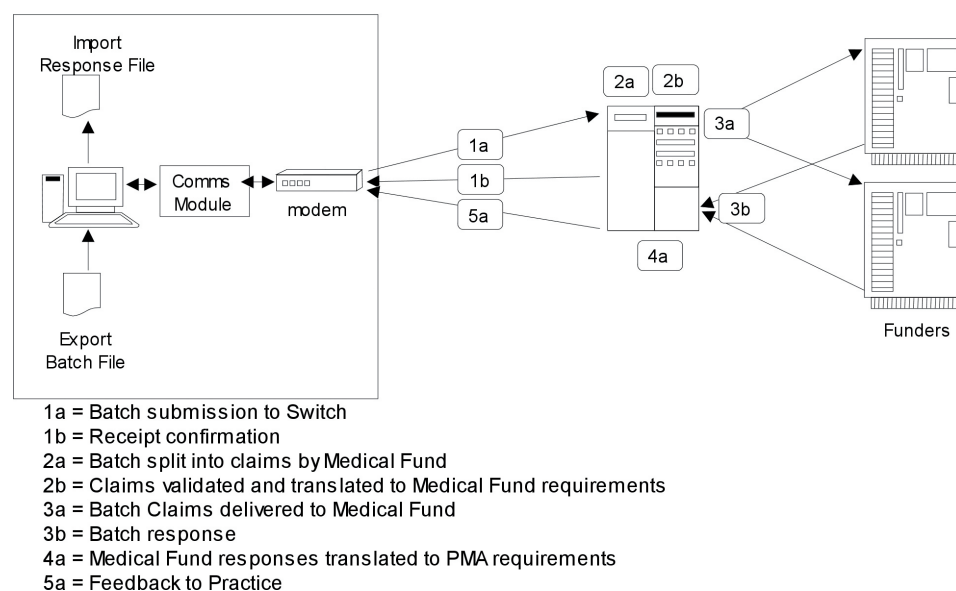 Import
Response File
Comms
Module
modem
Export
Batch File
1a
1b
5a
2a
2b
3a
3b
4a
Funders
1a = Batch submission to Switch
1b = Receipt confirmation
2a = Batch split into claims by Medical Fund
2b = Claims validated and translated to Medical Fund requirements
3a = Batch Claims delivered to Medical Fund
3b = Batch response
4a = Medical Fund responses translated to PMA requirements
5a = Feedback to Practice